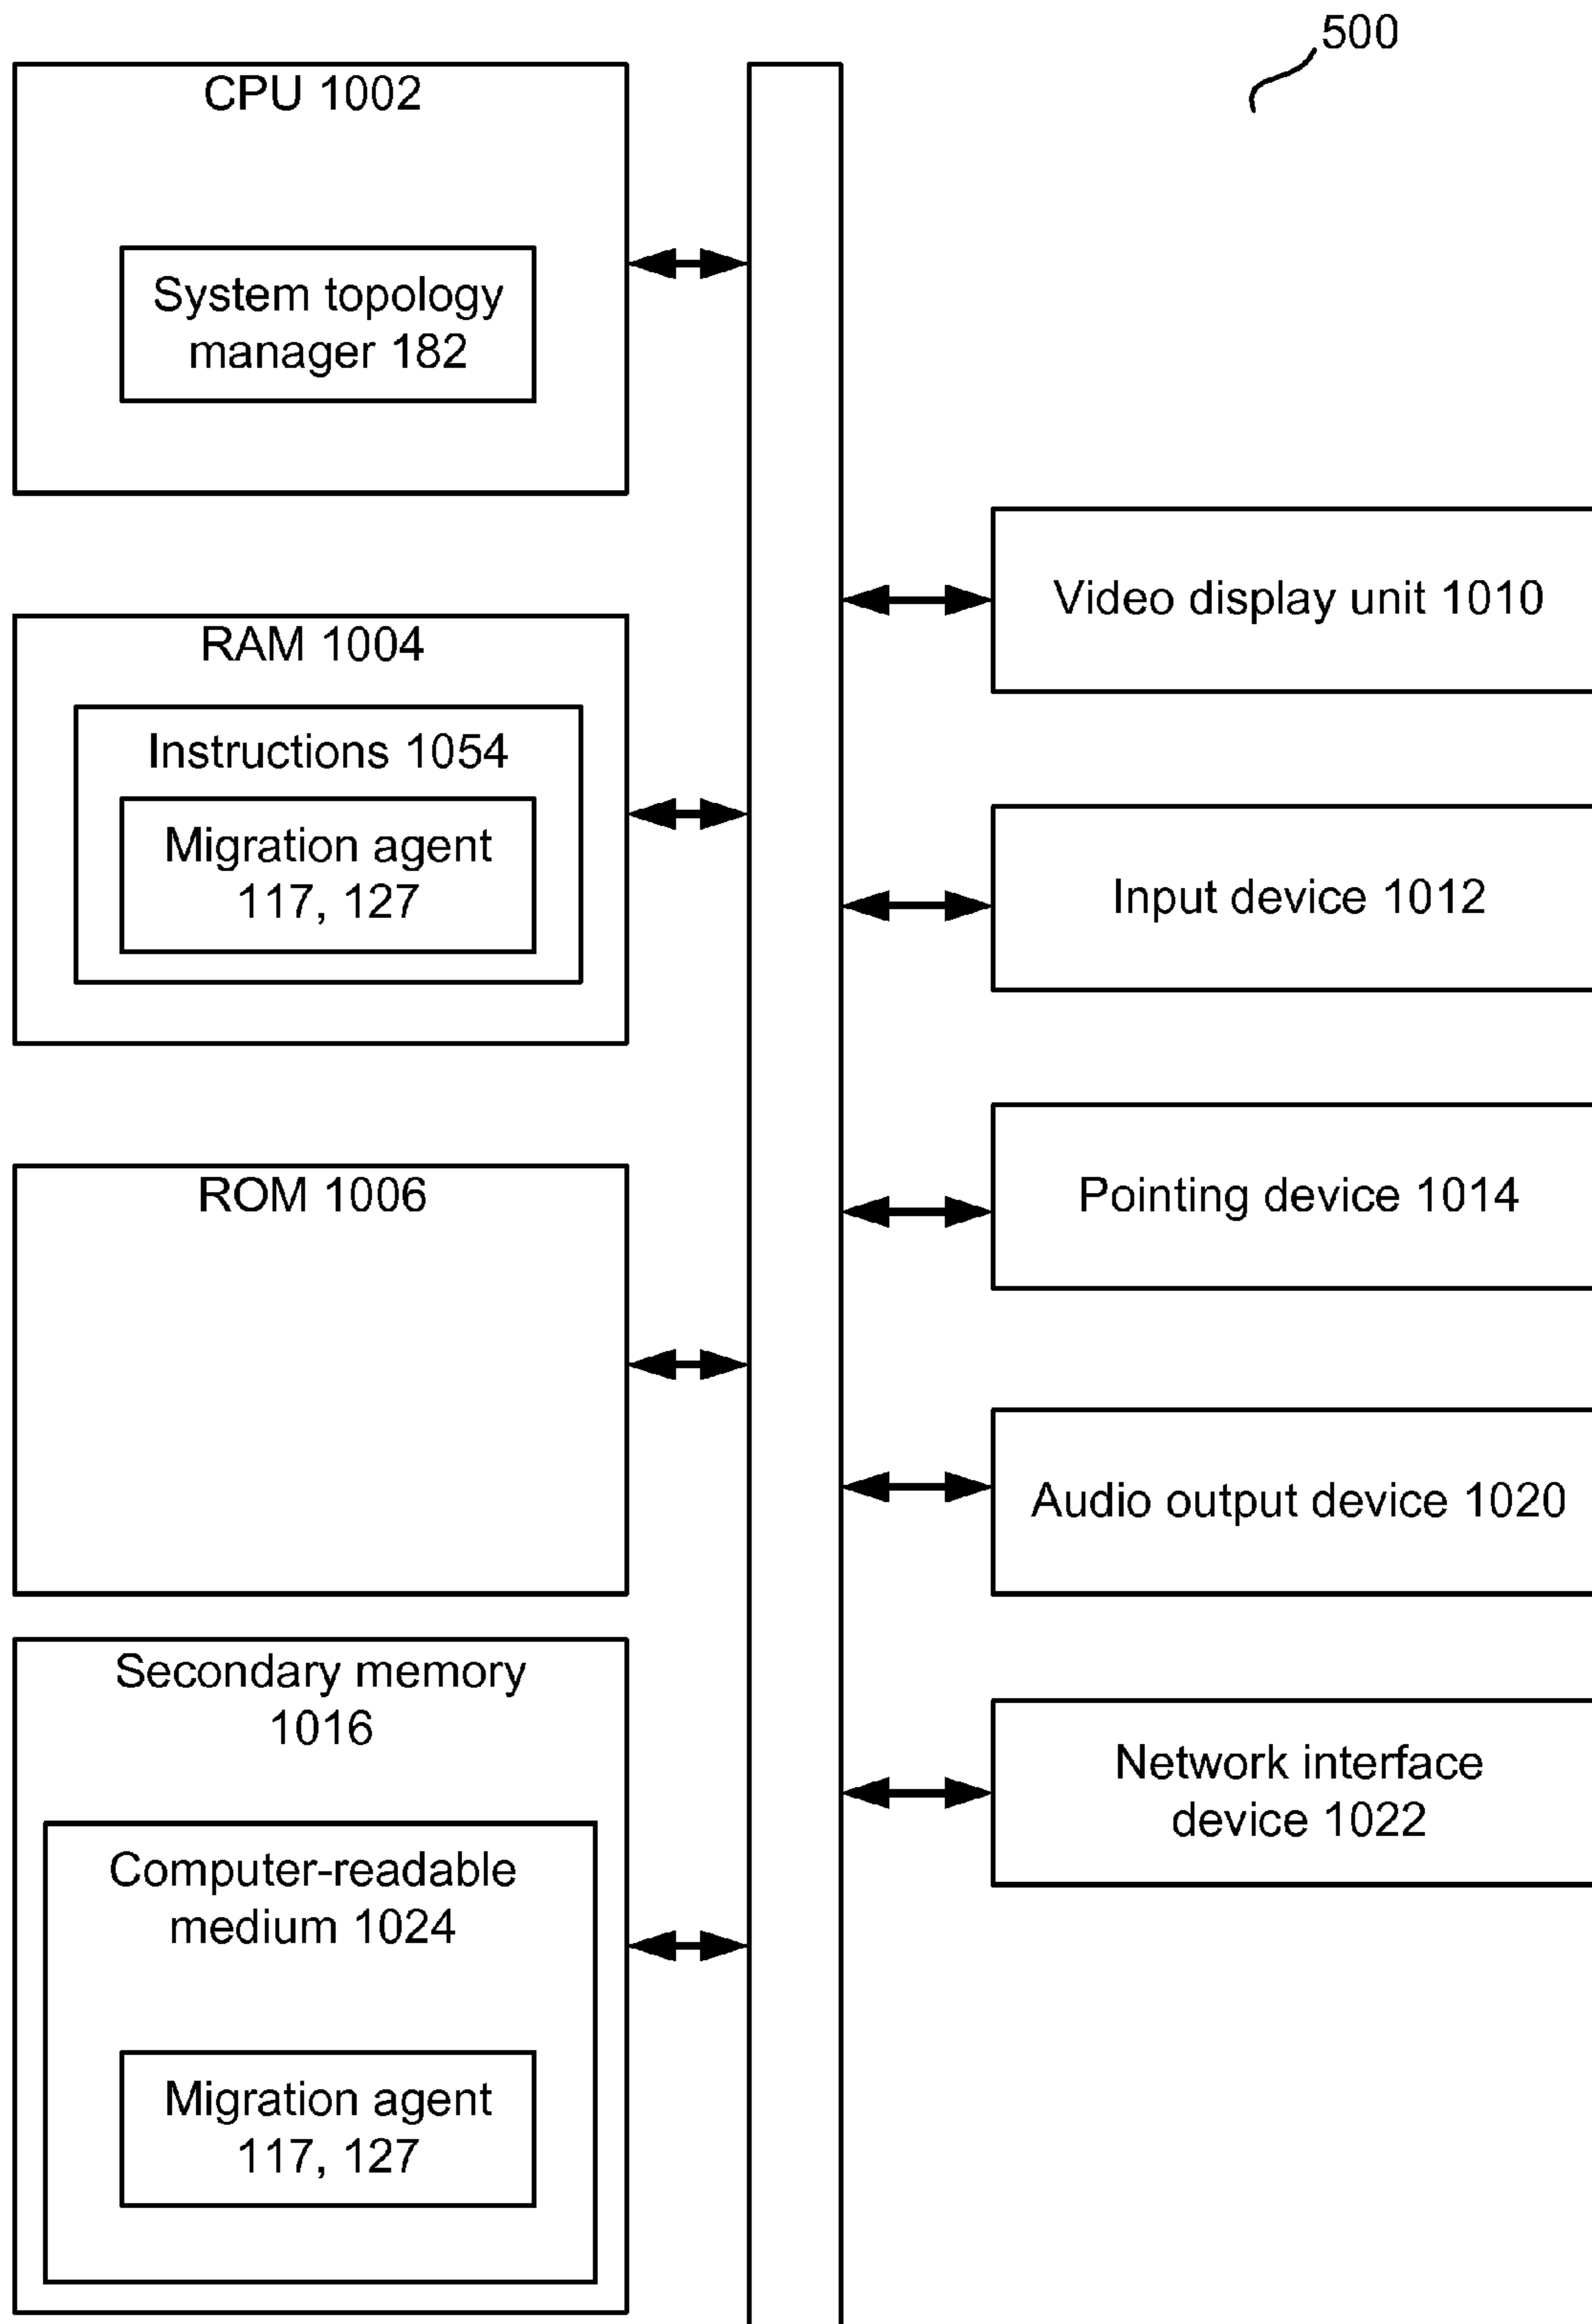 500
CPU 1002
System topology
manager 182
RAM 1004
Instructions 1054
Migration agent
117, 127
ROM 1006
Secondary memory
1016
Computer-readable
medium 1024
Migration agent
117, 127
Video display unit 1010
Input device 1012
Pointing device 1014
Audio output device 1020
Network interface
device 1022